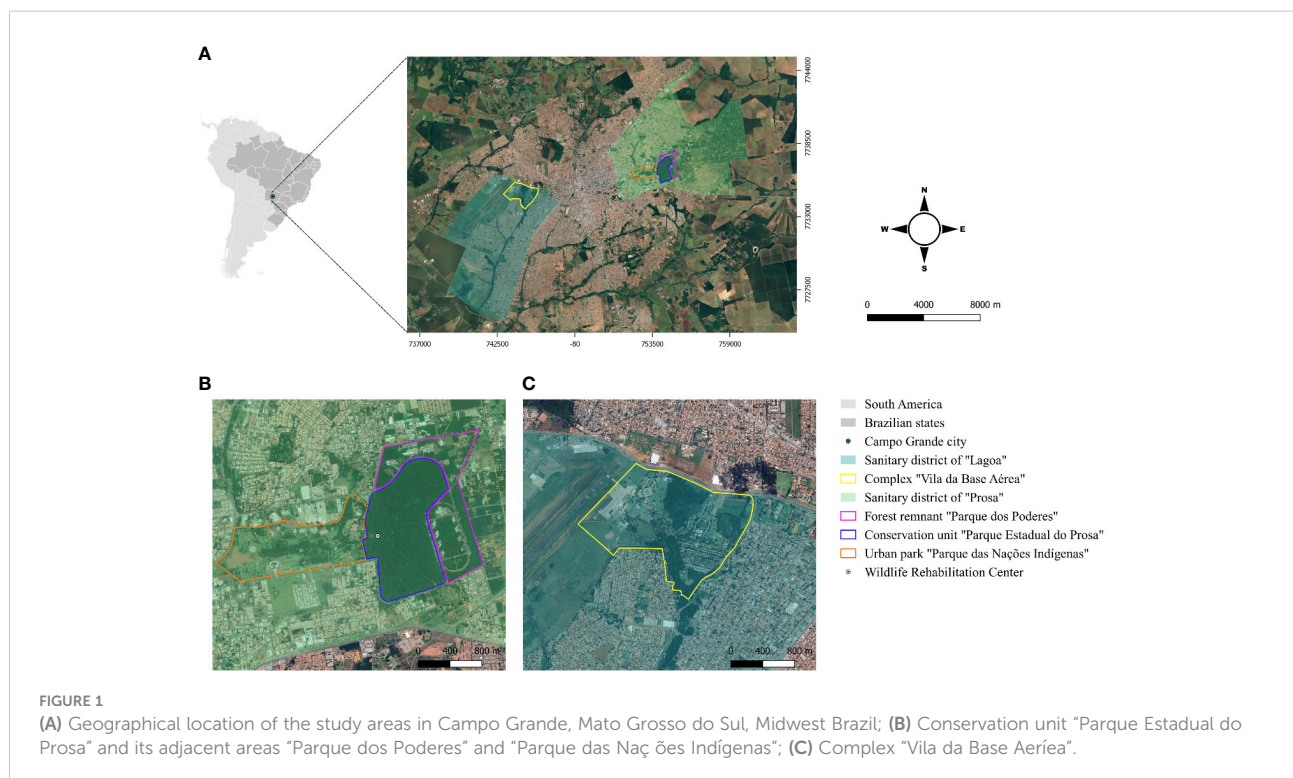 A
7744000
7738500
7733000
7727500
737000
742500
-80
753500
759000
N
W
E
S
0 4000 8000 m
B
0 400 800 m
C
0 400 800 m
South America
Brazilian states
Campo Grande city
Sanitary district of "Lagoa"
Complex "Vila da Base Aérea"
Sanitary district of "Prosa"
Forest remnant "Parque dos Poderes"
Conservation unit "Parque Estadual do Prosa"
Urban park "Parque das Nações Indígenas"
Wildlife Rehabilitation Center
FIGURE 1
(A) Geographical location of the study areas in Campo Grande, Mato Grosso do Sul, Midwest Brazil; (B) Conservation unit “Parque Estadual do
Prosa” and its adjacent areas “Parque dos Poderes” and “Parque das Naç ões Indígenas”; (C) Complex “Vila da Base Aeríea”.